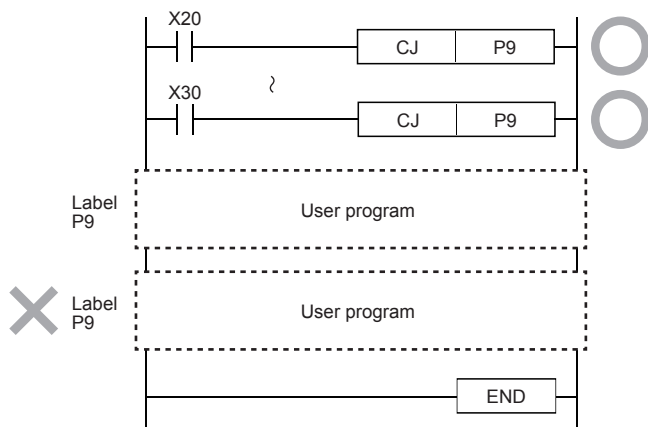 X20
CJ P9
X30
CJ P9
Label
P9
User program
Label
P9
User program
END